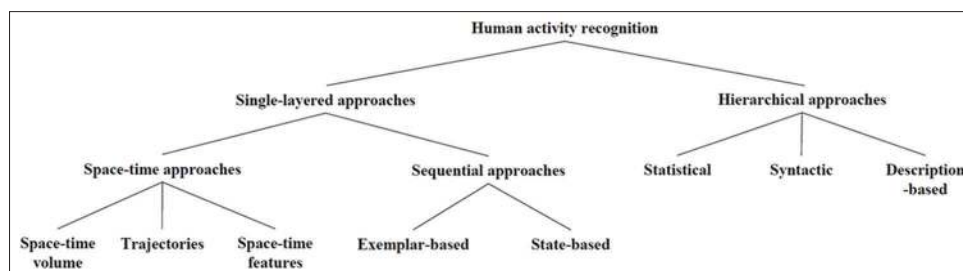 Human activity recognition
Single-layered approaches
Hierarchical approaches
Space-time approaches
Sequential approaches
Statistical
Syntactic
Description
-based
Space-time
volume
Trajectories
Space-time
features
Exemplar-based
State-based